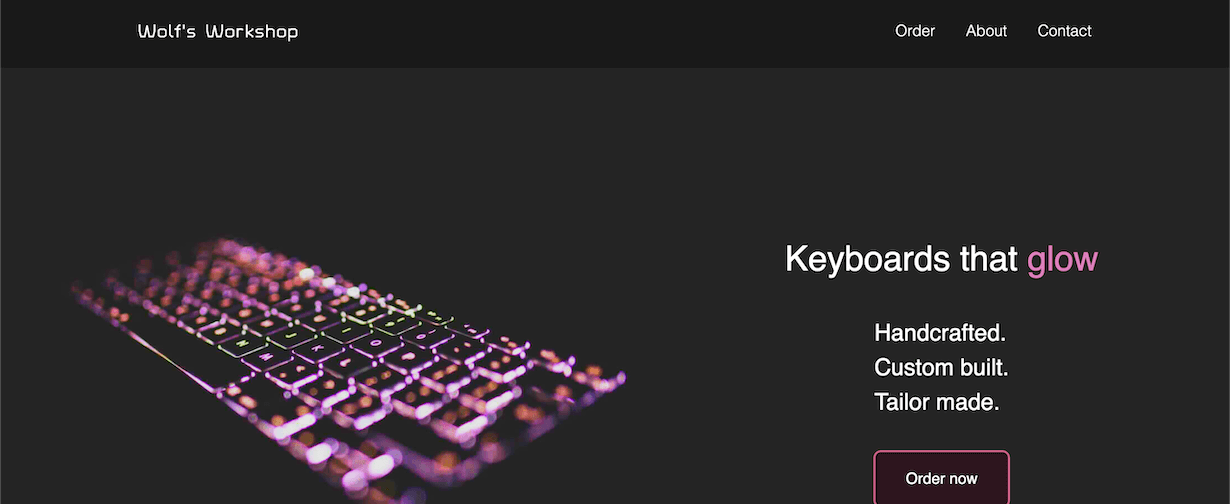 Wolf's Workshop
Order
About
Contact
Keyboards that glow
Handcrafted.
Custom built.
Tailor made.
Order now